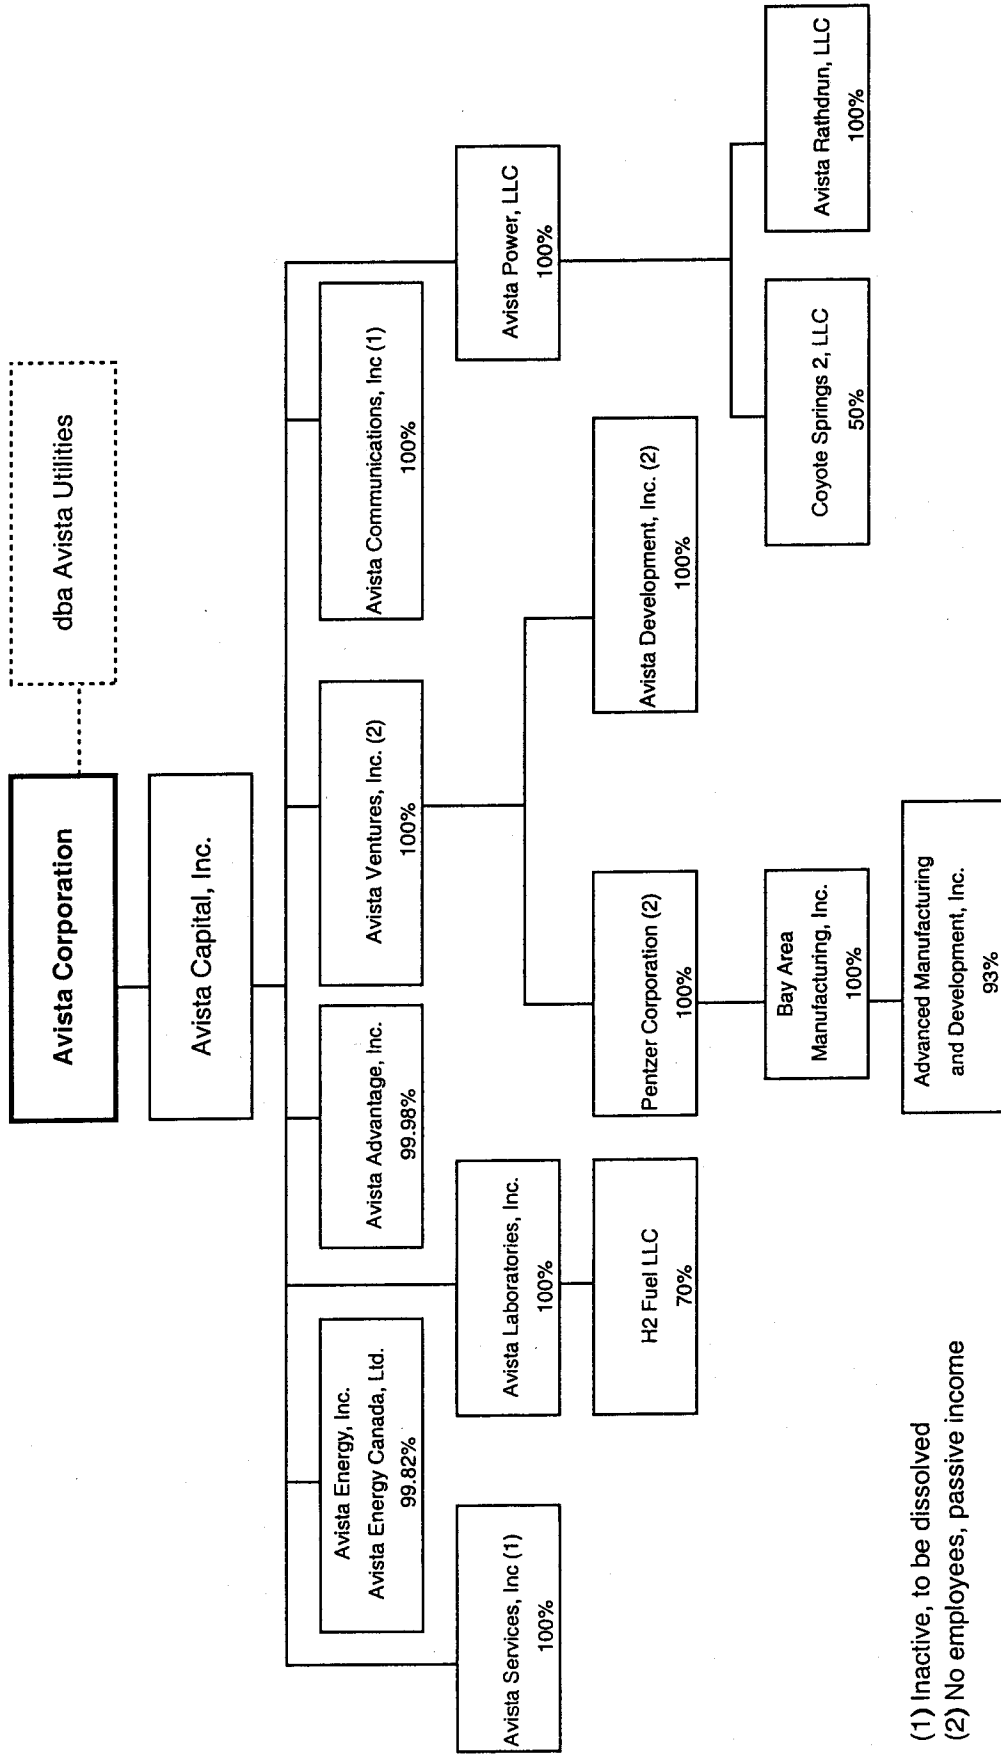 Avista Corporation
dba Avista Utilities
Avista Capital, Inc.
Avista Energy, Inc.
Avista Energy Canada, Ltd.
99.82%
Avista Advantage, Inc.
99.98%
Avista Ventures, Inc. (2)
100%
Avista Communications, Inc (1)
100%
Avista Services, Inc (1)
100%
Avista Laboratories, Inc.
100%
Avista Power, LLC
100%
H2 Fuel LLC
70%
Pentzer Corporation (2)
100%
Avista Development, Inc. (2)
100%
Bay Area
Manufacturing, Inc.
100%
Coyote Springs 2, LLC
50%
Avista Rathdrun, LLC
100%
Advanced Manufacturing
and Development, Inc.
93%
(1) Inactive, to be dissolved
(2) No employees, passive income